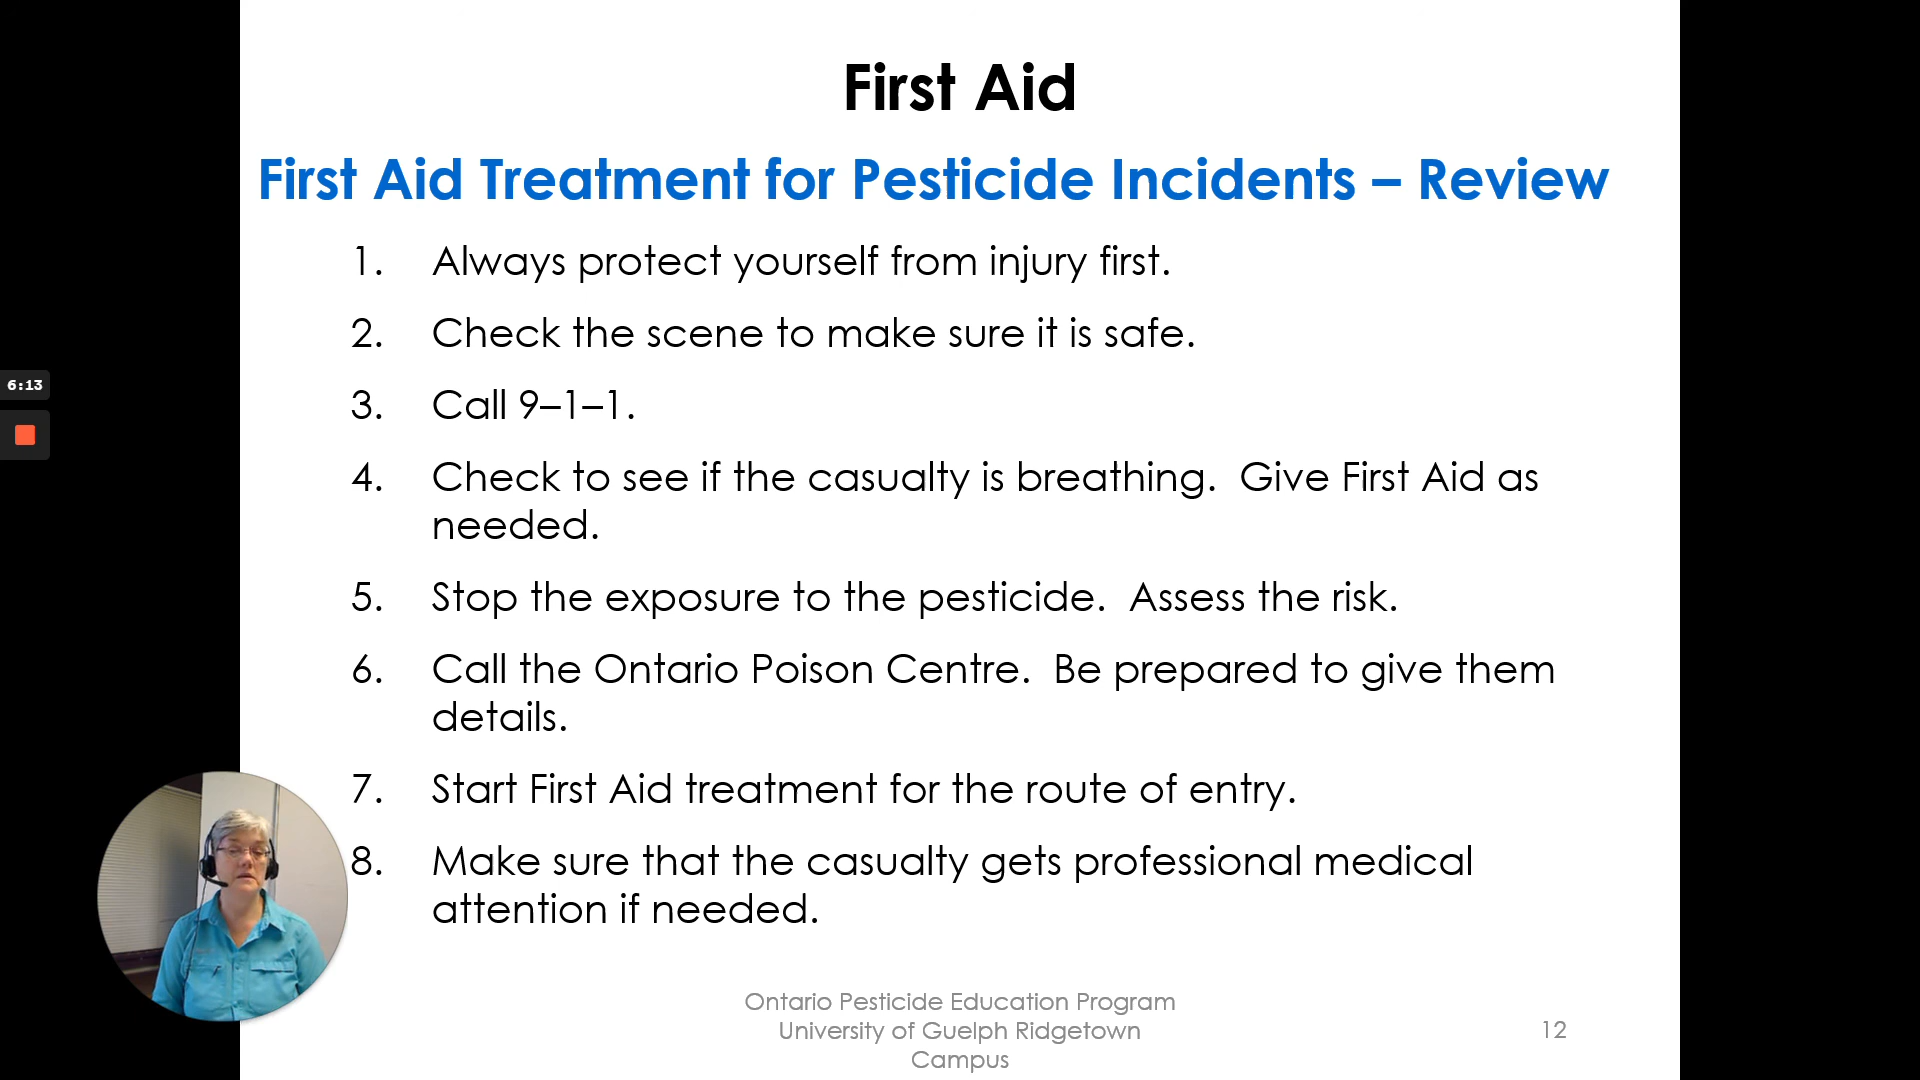 First Aid
First Aid Treatment for Pesticide Incidents – Review
1. Always protect yourself from injury first.
2. Check the scene to make sure it is safe.
3. Call 9–1–1.
4. Check to see if the casualty is breathing.  Give First Aid as
needed.
5. Stop the exposure to the pesticide.  Assess the risk.
6:13
6. Call the Ontario Poison Centre.  Be prepared to give them
details.
7. Start First Aid treatment for the route of entry.
8. Make sure that the casualty gets professional medical
attention if needed.
Ontario Pesticide Education Program
University of Guelph Ridgetown
Campus
12